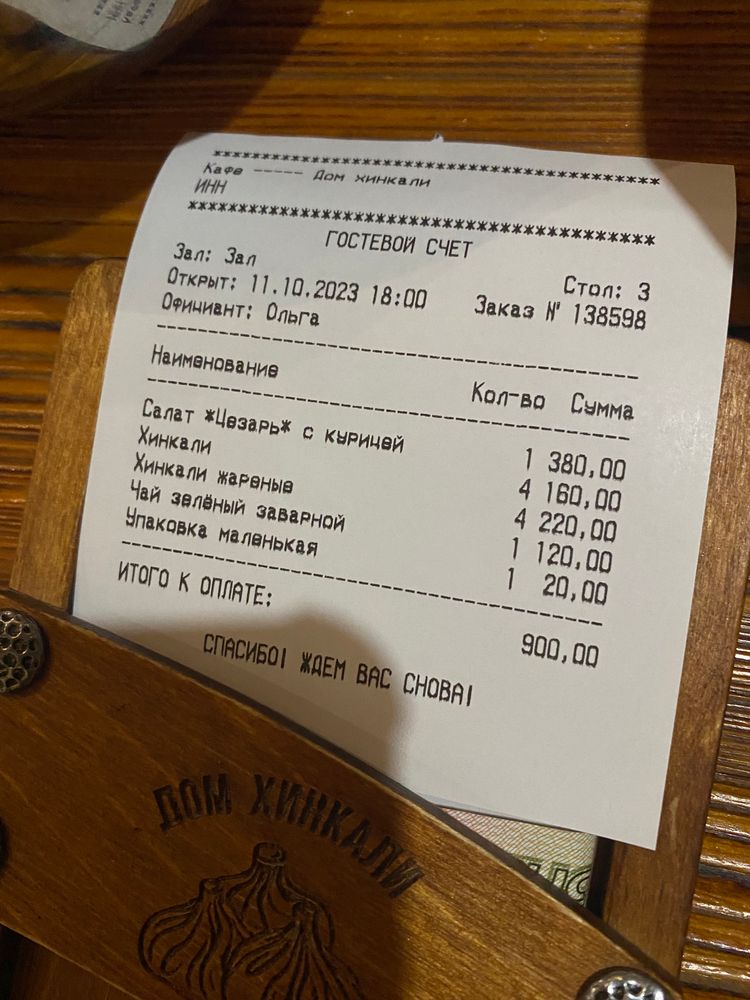 ****************************************
Кафе ----- Дом хинкали
ИНН
****************************************
ГОСТЕВОЙ СЧЕТ
Зал: Зал Стол: 3
Открыт: 11.10.2023 18:00 Заказ № 138598
Официант: Ольга
Наименование Кол-во Сумма
Салат *Цезарь* с курицей 1 380,00
Хинкали 4 160,00
Хинкали жареные 4 220,00
Чай зелёный заварной 1 120,00
Упаковка маленькая 1 20,00
ИТОГО К ОПЛАТЕ: 900,00
СПАСИБО! ЖДЕМ ВАС СНОВА!
ДОМ ХИНКАЛИ